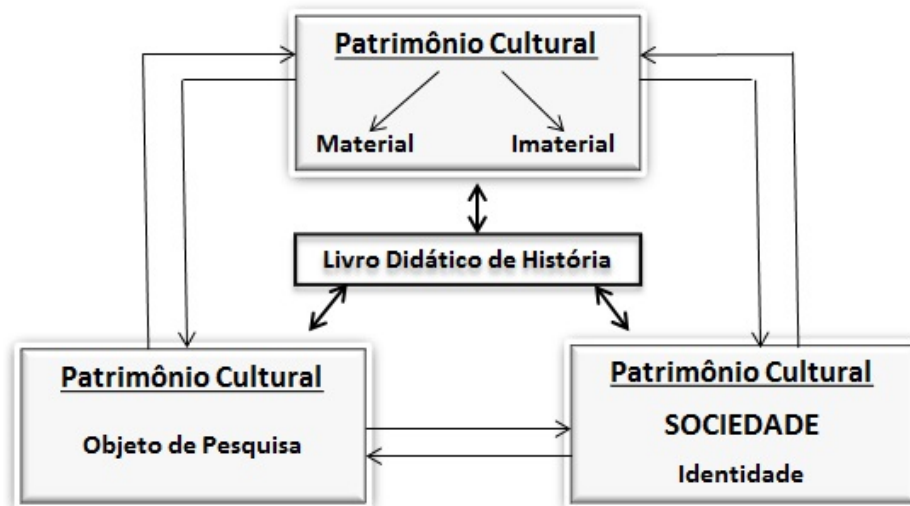 Patrimônio Cultural
Material Imaterial
Livro Didático de História
Patrimônio Cultural
Objeto de Pesquisa
Patrimônio Cultural
SOCIEDADE
Identidade